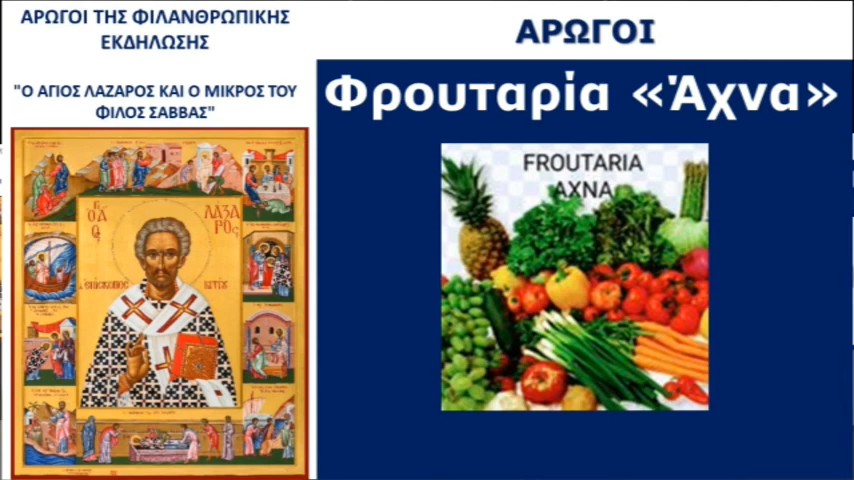 ΑΡΩΓΟΙ ΤΗΣ ΦΙΛΑΝΘΡΩΠΙΚΗΣ
ΕΚΔΗΛΩΣΗΣ
"Ο ΑΓΙΟΣ ΛΑΖΑΡΟΣ ΚΑΙ Ο ΜΙΚΡΟΣ ΤΟΥ
ΦΙΛΟΣ ΣΑΒΒΑΣ"
ΑΡΩΓΟΙ
Φρουταρία «Άχνα»
FROUTARIA
AXNA